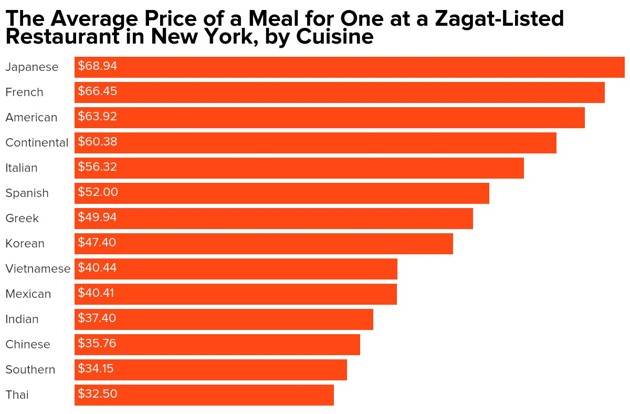 The Average Price of a Meal for One at a Zagat-Listed
Restaurant in New York, by Cuisine
Japanese $68.94
French $66.45
American $63.92
Continental $60.38
Italian $56.32
Spanish $52.00
Greek $49.94
Korean $47.40
Vietnamese $40.44
Mexican $40.41
Indian $37.40
Chinese $35.76
Southern $34.15
Thai $32.50